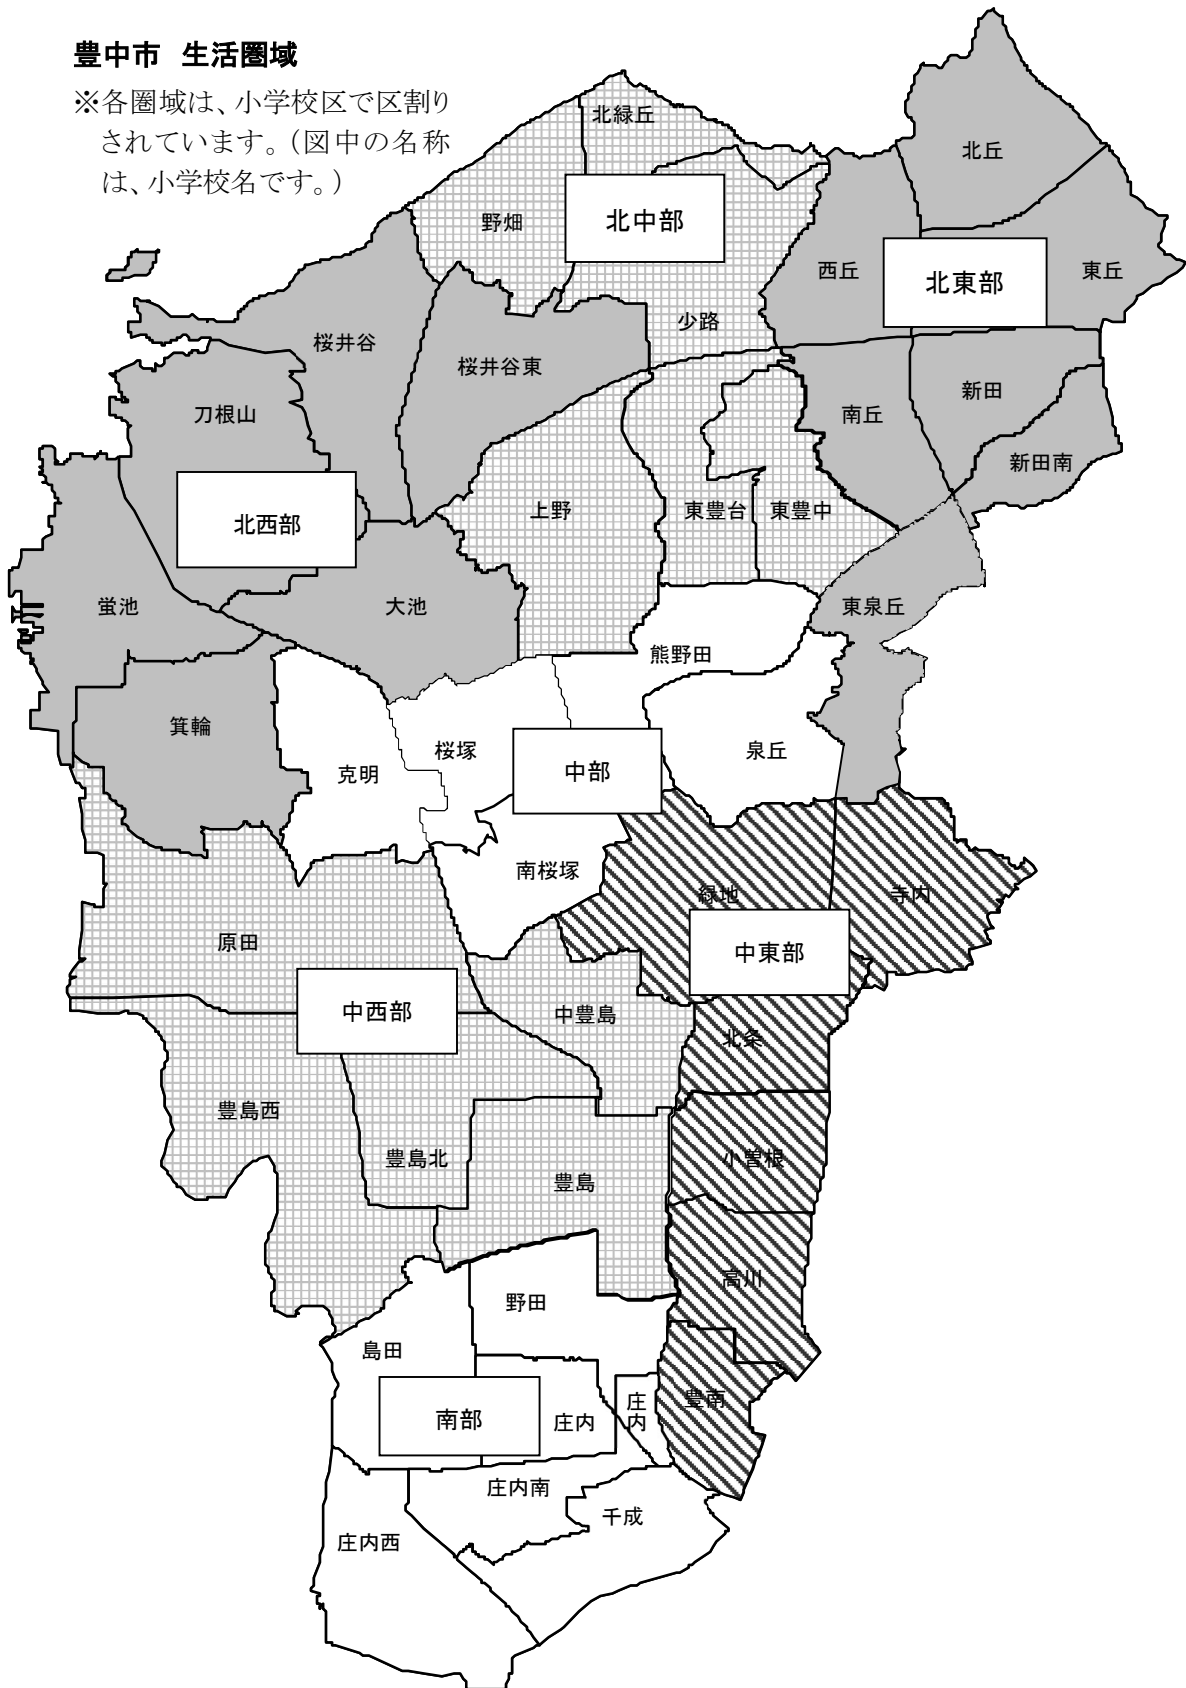 豊中市 生活圏域
※各圏域は、小学校区で区割り
されています。（図中の名称
は、小学校名です。）
北緑丘
北丘
野畑
北中部
西丘
北東部
東丘
少路
桜井谷
桜井谷東
新田
刀根山
南丘
新田南
上野
東豊台
東豊中
北西部
蛍池
大池
東泉丘
熊野田
箕輪
桜塚
泉丘
克明
中部
南桜塚
緑地
寺内
原田
中東部
中西部
中豊島
北条
豊島西
豊島北
小曽根
豊島
高川
野田
島田
南部
庄内
庄
内
豊南
庄内南
千成
庄内西